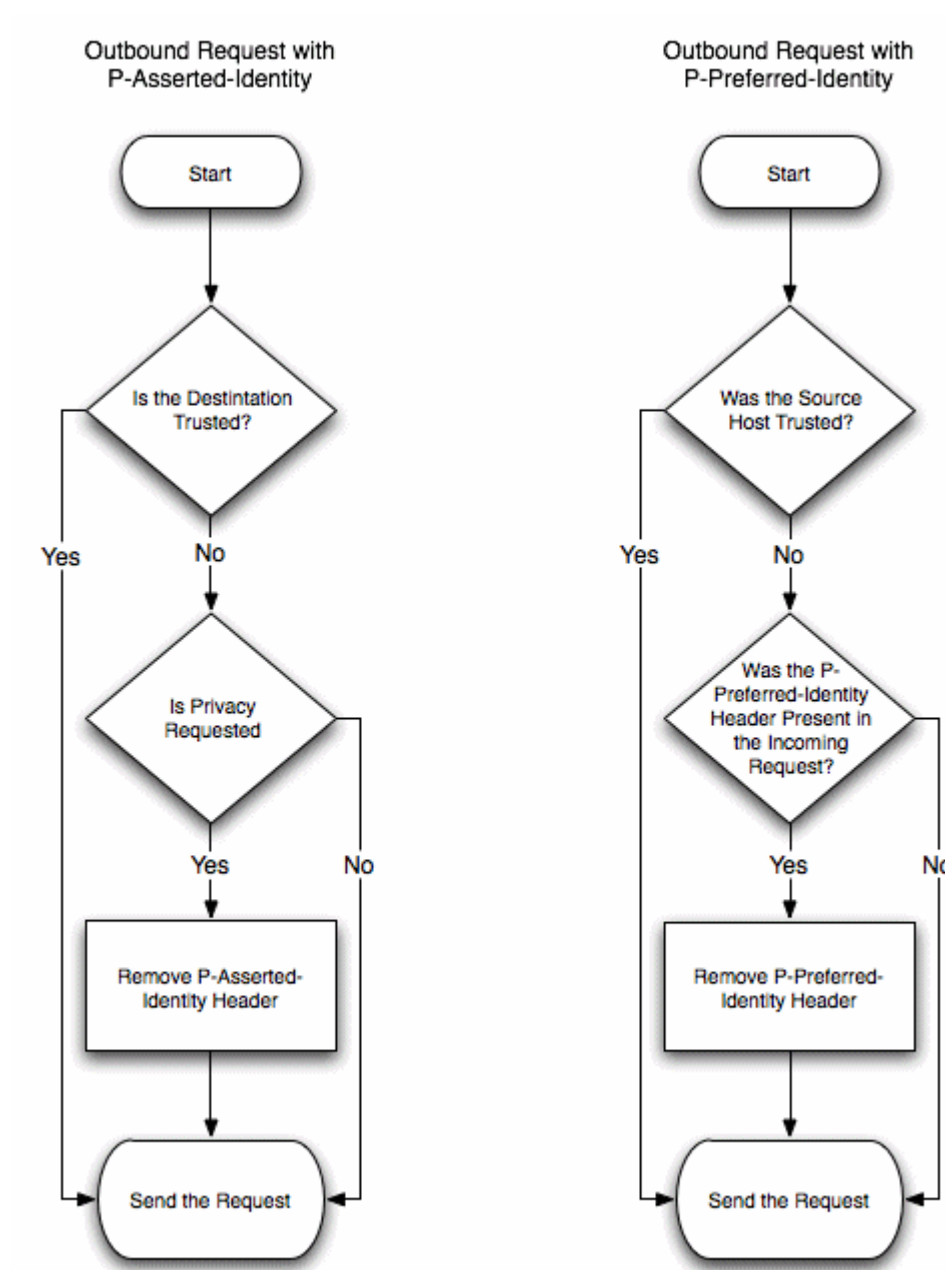 Outbound Request with
P-Asserted-Identity
Start
Is the Destintation
Trusted?
Yes
No
Is Privacy
Requested
Yes
No
Remove P-Asserted-
Identity Header
Send the Request
Outbound Request with
P-Preferred-Identity
Start
Was the Source
Host Trusted?
Yes
No
Was the P-
Preferred-Identity
Header Present in
the Incoming
Request?
Yes
No
Remove P-Preferred-
Identity Header
Send the Request